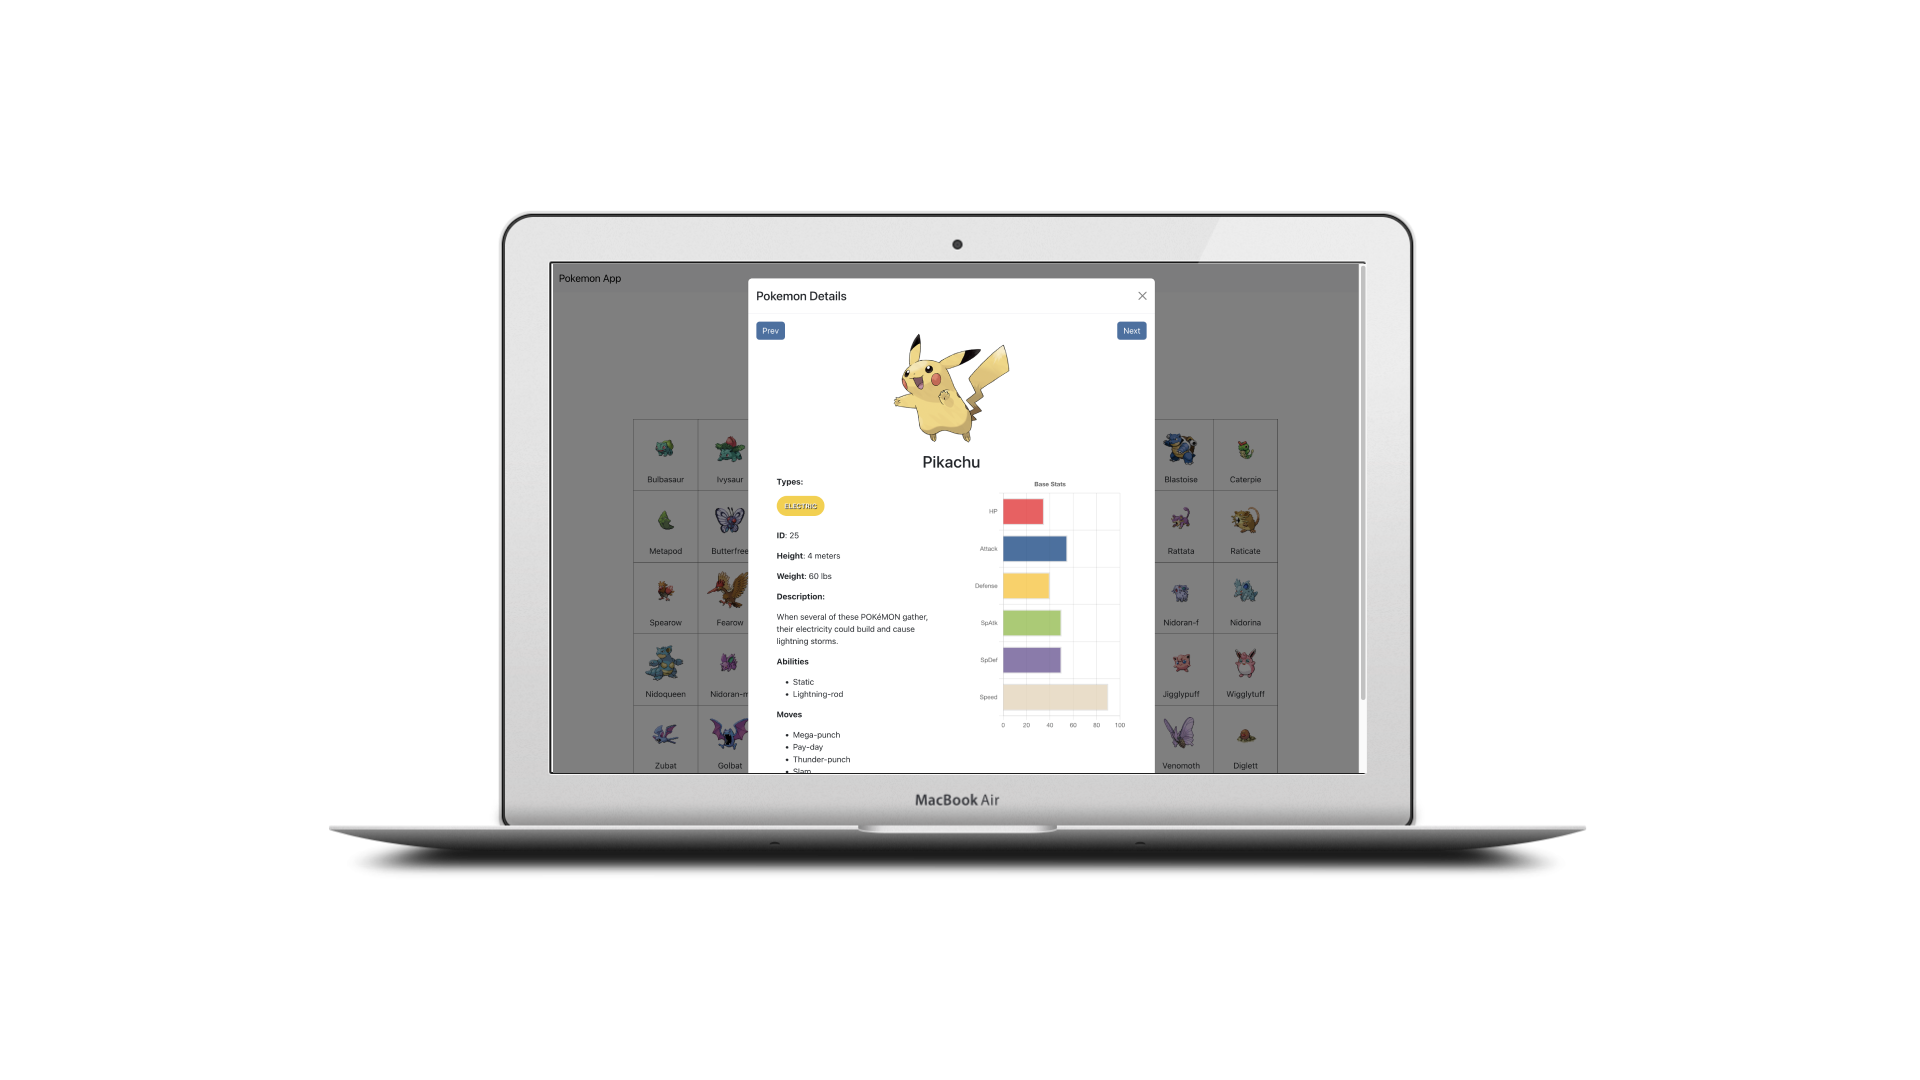 Pokemon App
Pokemon Details
Prev
Next
Pikachu
Types:
ELECTRIC
ID: 25
Height: 4 meters
Weight: 60 lbs
Description:
When several of these POKéMON gather,
their electricity could build and cause
lightning storms.
Abilities
• Static
• Lightning-rod
Moves
• Mega-punch
• Pay-day
• Thunder-punch
• Slam
Base Stats
HP
Attack
Defense
SpAtk
SpDef
Speed
0 20 40 60 80 100
Bulbasaur Ivysaur Blastoise Caterpie
Metapod Butterfree Rattata Raticate
Spearow Fearow Nidoran-f Nidorina
Nidoqueen Nidoran-m Jigglypuff Wigglytuff
Zubat Golbat Venomoth Diglett
MacBook Air